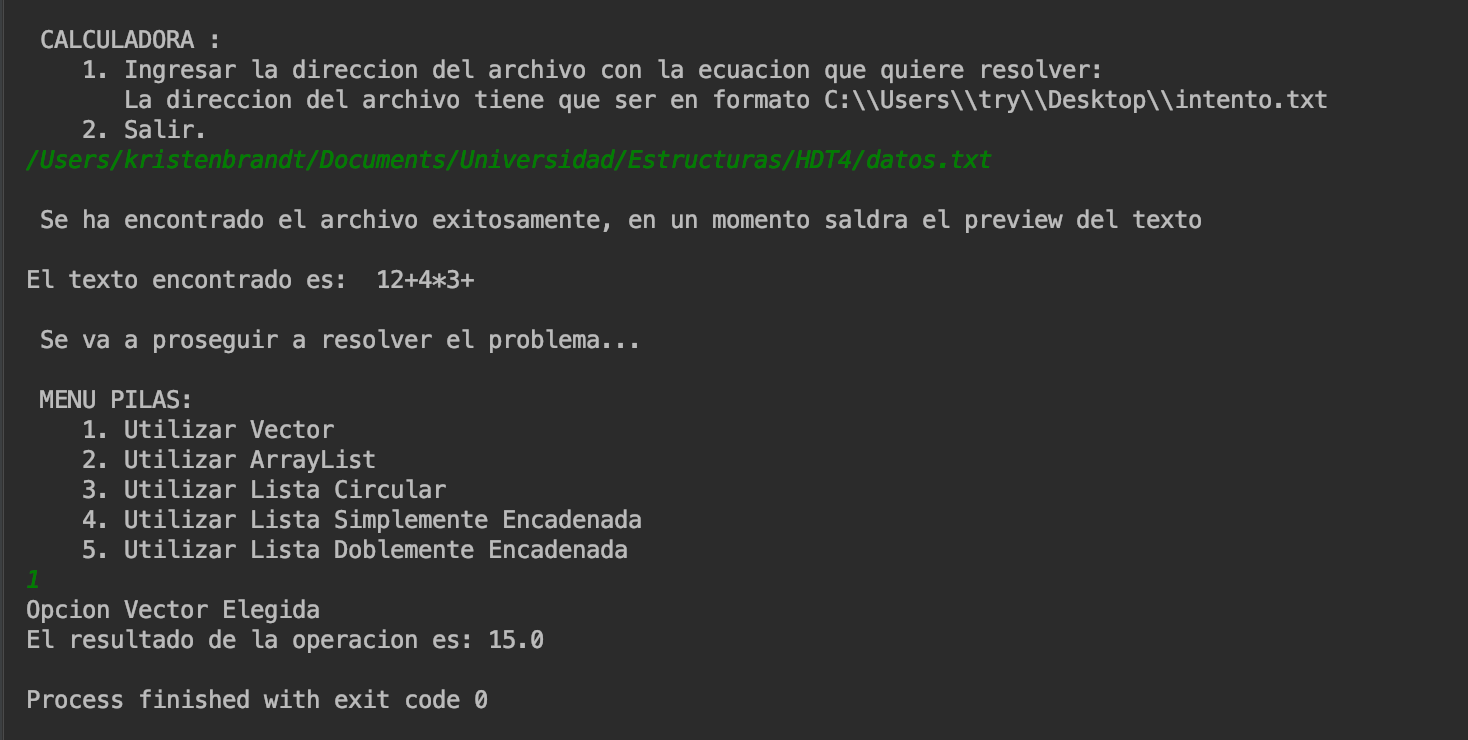 CALCULADORA :
1. Ingresar la direccion del archivo con la ecuacion que quiere resolver:
La direccion del archivo tiene que ser en formato C:\\Users\\try\\Desktop\\intento.txt
2. Salir.
/Users/kristenbrandt/Documents/Universidad/Estructuras/HDT4/datos.txt
Se ha encontrado el archivo exitosamente, en un momento saldra el preview del texto
El texto encontrado es:  12+4*3+
Se va a proseguir a resolver el problema...
MENU PILAS:
1. Utilizar Vector
2. Utilizar ArrayList
3. Utilizar Lista Circular
4. Utilizar Lista Simplemente Encadenada
5. Utilizar Lista Doblemente Encadenada
1
Opcion Vector Elegida
El resultado de la operacion es: 15.0
Process finished with exit code 0